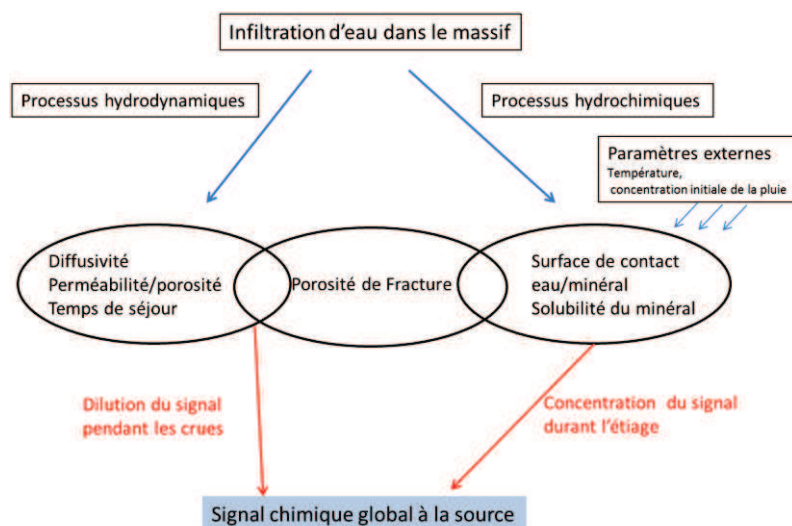 Infiltration d'eau dans le massif
Processus hydrodynamiques
Processus hydrochimiques
Paramètres externes
Température,
concentration initiale de la pluie
Diffusivité
Perméabilité/porosité
Temps de séjour
Porosité de Fracture
Surface de contact
eau/minéral
Solubilité du minéral
Dilution du signal
pendant les crues
Concentration du signal
durant l'étiage
Signal chimique global à la source